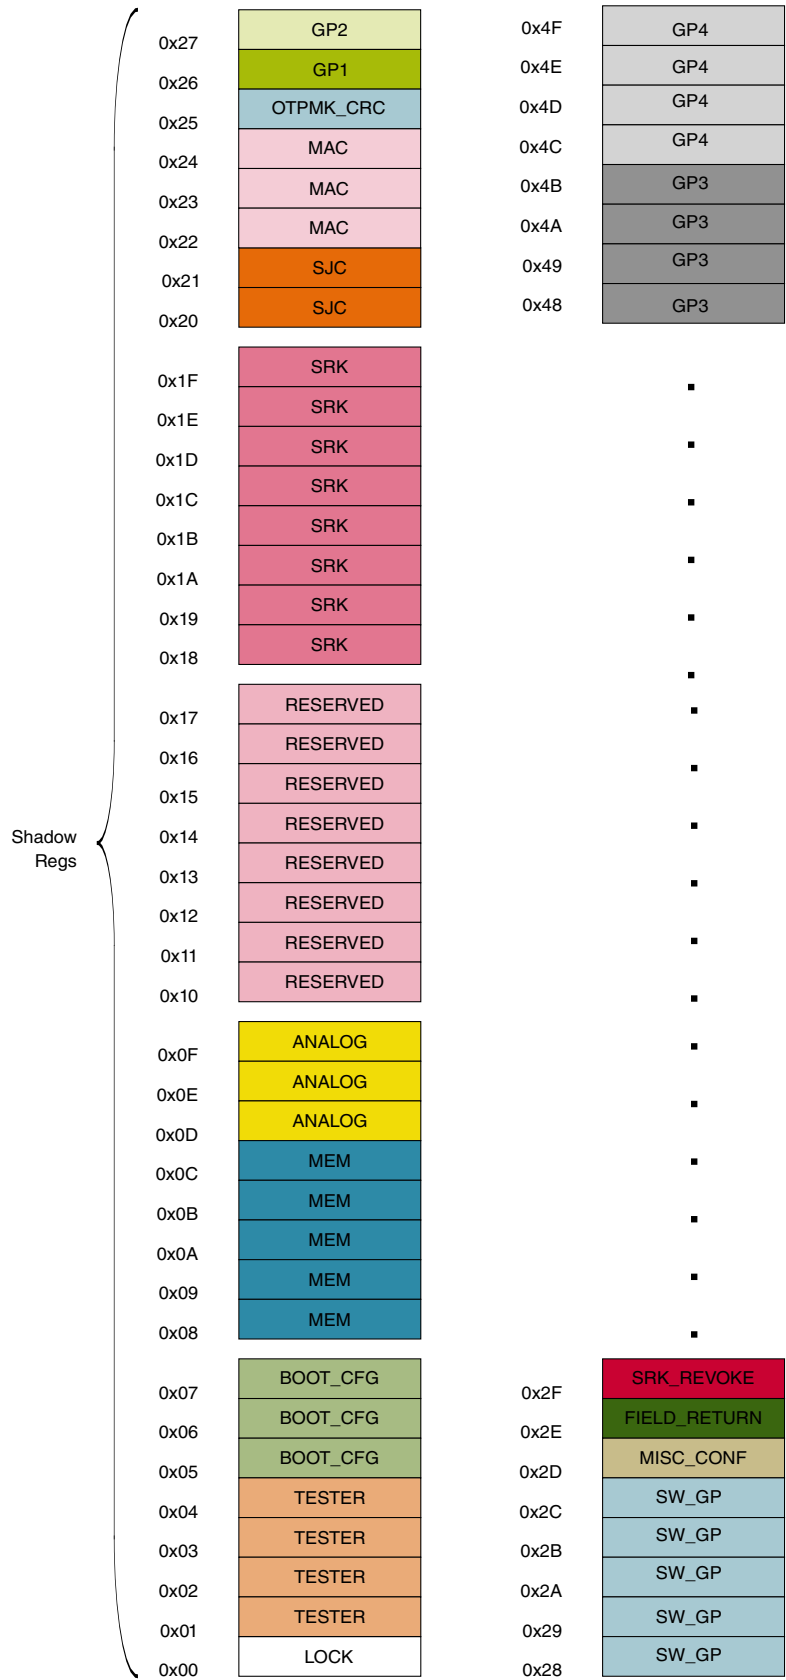 0x27 GP2
0x26 GP1
0x25 OTPMK_CRC
0x24 MAC
0x23 MAC
0x22 MAC
0x21 SJC
0x20 SJC
0x1F SRK
0x1E SRK
0x1D SRK
0x1C SRK
0x1B SRK
0x1A SRK
0x19 SRK
0x18 SRK
0x17 RESERVED
0x16 RESERVED
0x15 RESERVED
0x14 RESERVED
0x13 RESERVED
0x12 RESERVED
0x11 RESERVED
0x10 RESERVED
Shadow
Regs
0x0F ANALOG
0x0E ANALOG
0x0D ANALOG
0x0C MEM
0x0B MEM
0x0A MEM
0x09 MEM
0x08 MEM
0x07 BOOT_CFG
0x06 BOOT_CFG
0x05 BOOT_CFG
0x04 TESTER
0x03 TESTER
0x02 TESTER
0x01 TESTER
0x00 LOCK
0x4F GP4
0x4E GP4
0x4D GP4
0x4C GP4
0x4B GP3
0x4A GP3
0x49 GP3
0x48 GP3
0x2F SRK_REVOKE
0x2E FIELD_RETURN
0x2D MISC_CONF
0x2C SW_GP
0x2B SW_GP
0x2A SW_GP
0x29 SW_GP
0x28 SW_GP